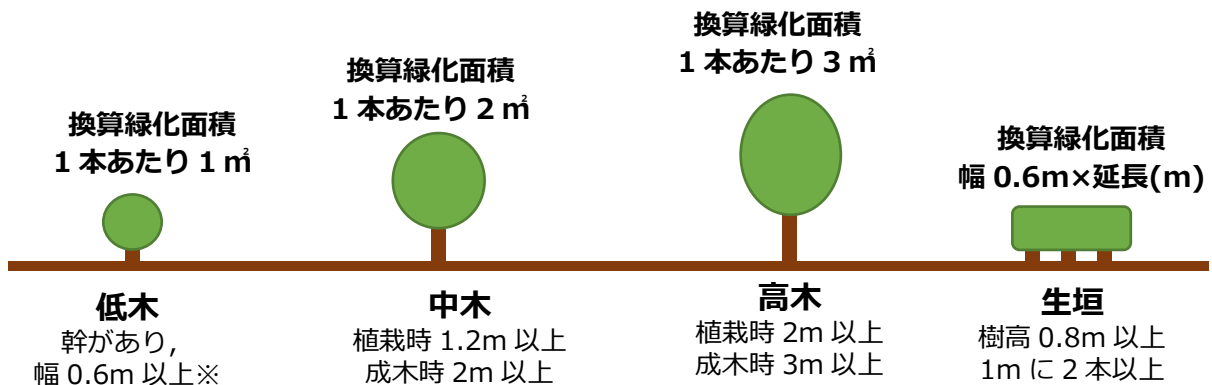 換算緑化面積
1 本あたり 1 ㎡
低木
幹があり,
幅 0.6m 以上※
換算緑化面積
1 本あたり 2 ㎡
中木
植栽時 1.2m 以上
成木時 2m 以上
換算緑化面積
1 本あたり 3 ㎡
高木
植栽時 2m 以上
成木時 3m 以上
換算緑化面積
幅 0.6m×延長(m)
生垣
樹高 0.8m 以上
1m に 2 本以上